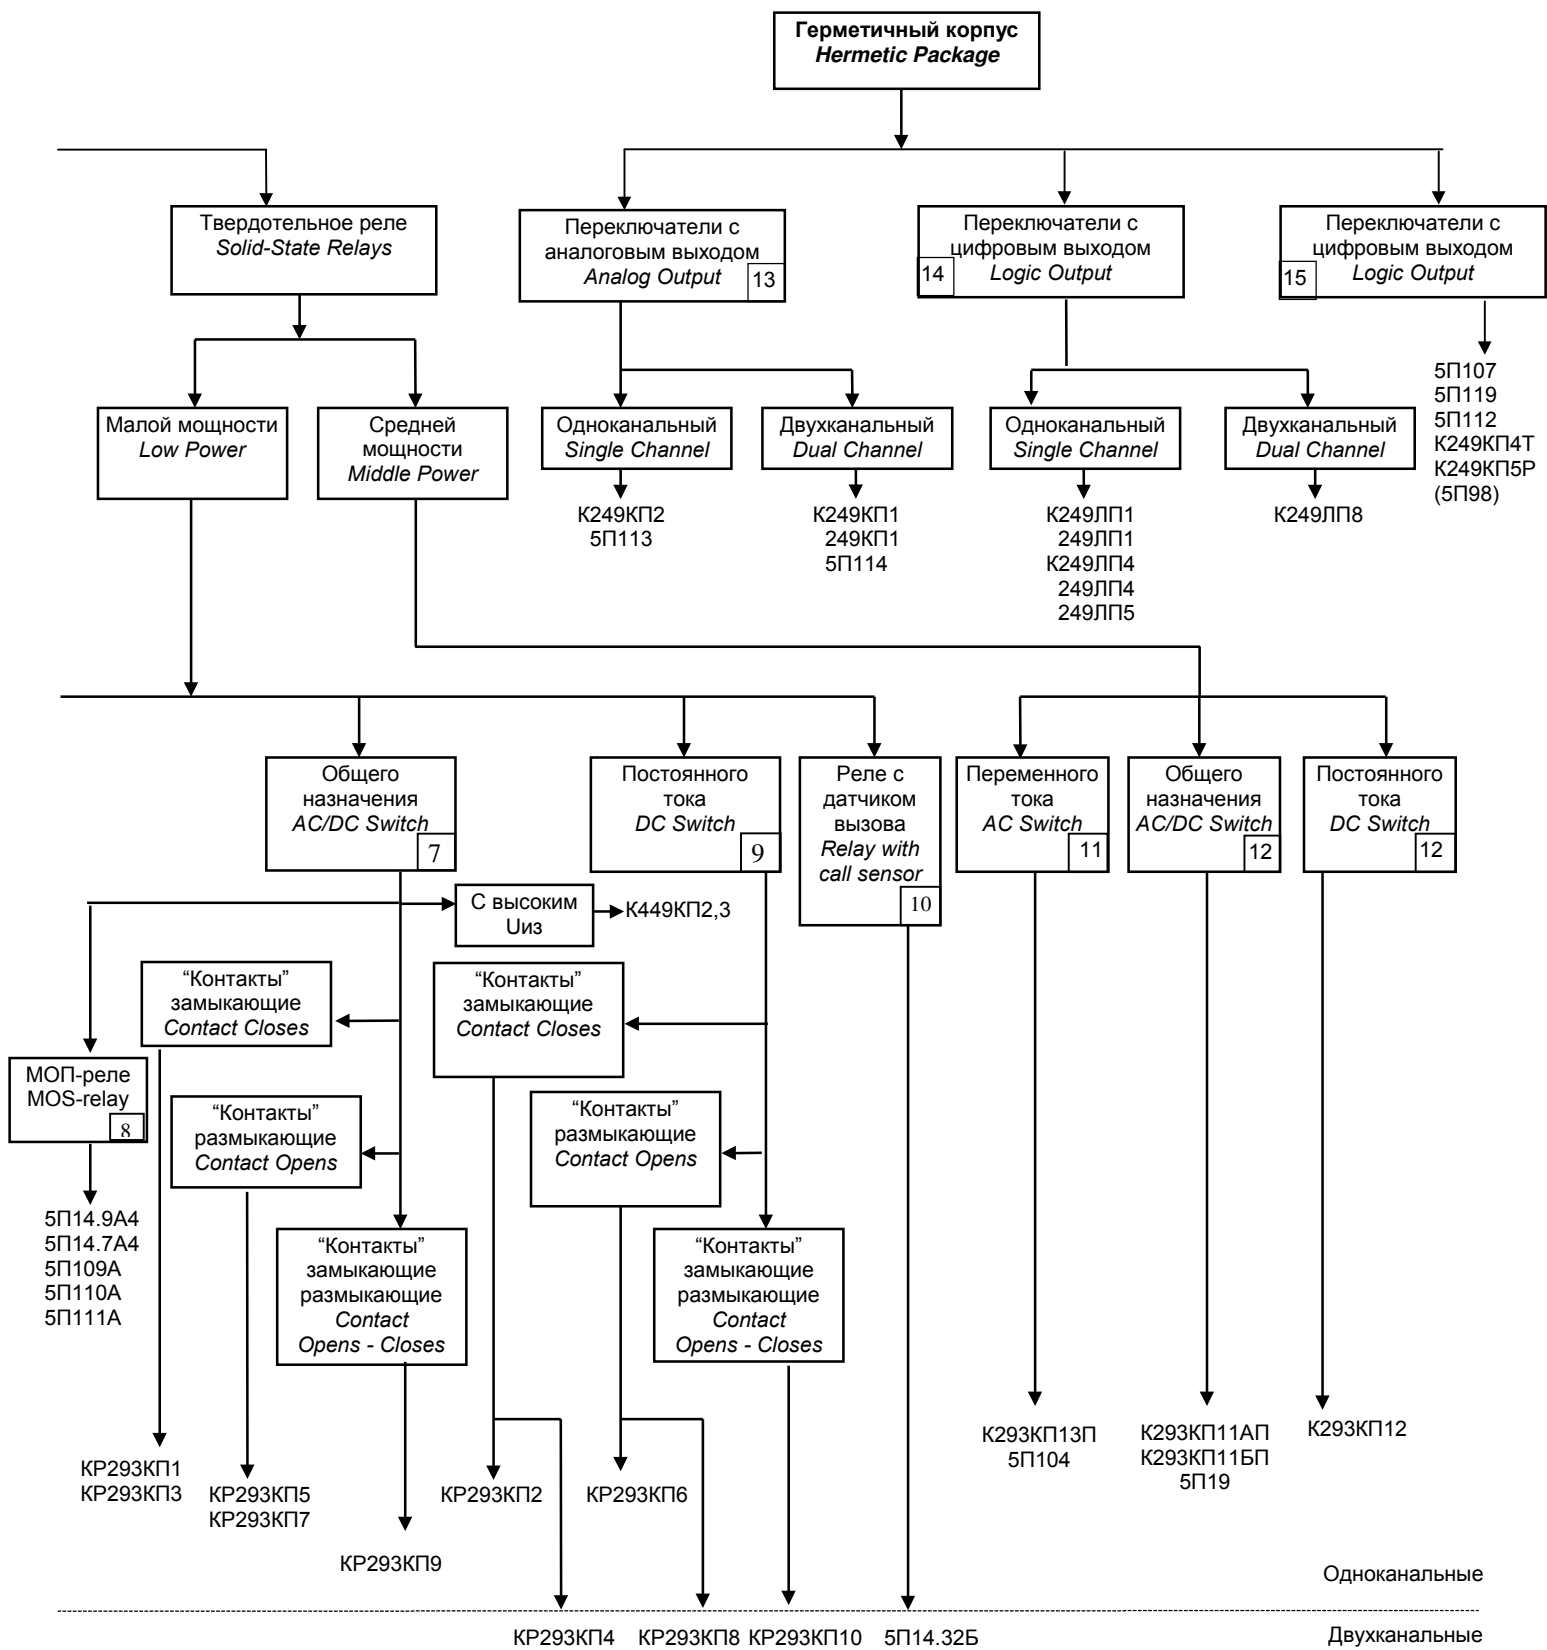 Герметичный корпус
Hermetic Package
Твердотельное реле
Solid-State Relays
Переключатели с
аналоговым выходом
Analog Output
13
Переключатели с
цифровым выходом
Logic Output
14
Переключатели с
цифровым выходом
Logic Output
15
Малой мощности
Low Power
Средней
мощности
Middle Power
Одноканальный
Single Channel
Двухканальный
Dual Channel
Одноканальный
Single Channel
Двухканальный
Dual Channel
5П107
5П119
5П112
К249КП4Т
К249КП5Р
(5П98)
К249КП2
5П113
К249КП1
249КП1
5П114
К249ЛП1
249ЛП1
К249ЛП4
249ЛП4
249ЛП5
К249ЛП8
Общего
назначения
AC/DC Switch
7
Постоянного
тока
DC Switch
9
Реле с
датчиком
вызова
Relay with
call sensor
10
Переменного
тока
AC Switch
11
Общего
назначения
AC/DC Switch
12
Постоянного
тока
DC Switch
12
С высоким
Uиз
К449КП2,3
“Контакты”
замыкающие
Contact Closes
“Контакты”
замыкающие
Contact Closes
МОП-реле
MOS-relay
8
“Контакты”
размыкающие
Contact Opens
“Контакты”
размыкающие
Contact Opens
5П14.9А4
5П14.7А4
5П109А
5П110А
5П111А
“Контакты”
замыкающие
размыкающие
Contact
Opens - Closes
“Контакты”
замыкающие
размыкающие
Contact
Opens - Closes
КР293КП1
КР293КП3
КР293КП5
КР293КП7
КР293КП9
КР293КП2
КР293КП6
К293КП13П
5П104
К293КП11АП
К293КП11БП
5П19
К293КП12
Одноканальные
КР293КП4
КР293КП8
КР293КП10
5П14.32Б
Двухканальные